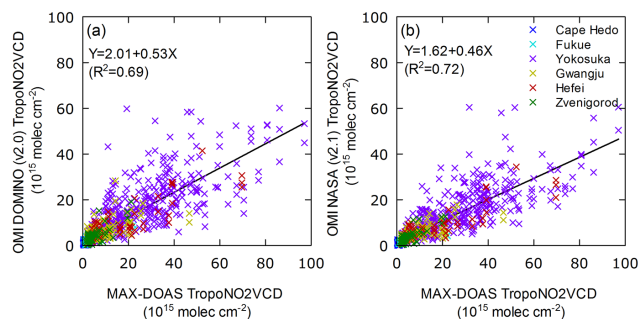 (a)
Y=2.01+0.53X
(R²=0.69)
OMI DOMINO (v2.0) TropoNO2VCD
(10¹⁵ molec cm⁻²)
100
80
60
40
20
0
0 20 40 60 80 100
MAX-DOAS TropoNO2VCD
(10¹⁵ molec cm⁻²)
(b)
Y=1.62+0.46X
(R²=0.72)
Cape Hedo
Fukue
Yokosuka
Gwangju
Hefei
Zvenigorod
OMI NASA (v2.1) TropoNO2VCD
(10¹⁵ molec cm⁻²)
100
80
60
40
20
0
0 20 40 60 80 100
MAX-DOAS TropoNO2VCD
(10¹⁵ molec cm⁻²)